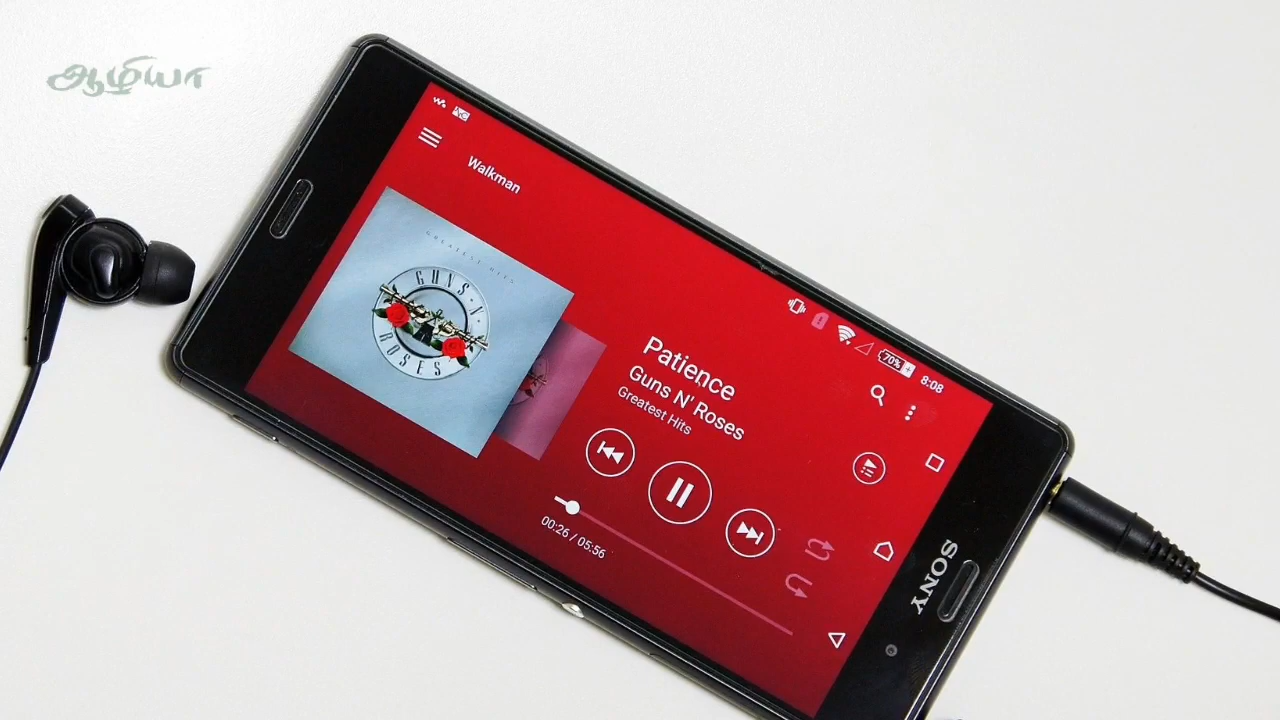 ஆழியா
Walkman
GREATEST HITS
GUNS N'
ROSES
70%
8:08
Patience
Guns N' Roses
Greatest Hits
00:26 / 05:56
SONY